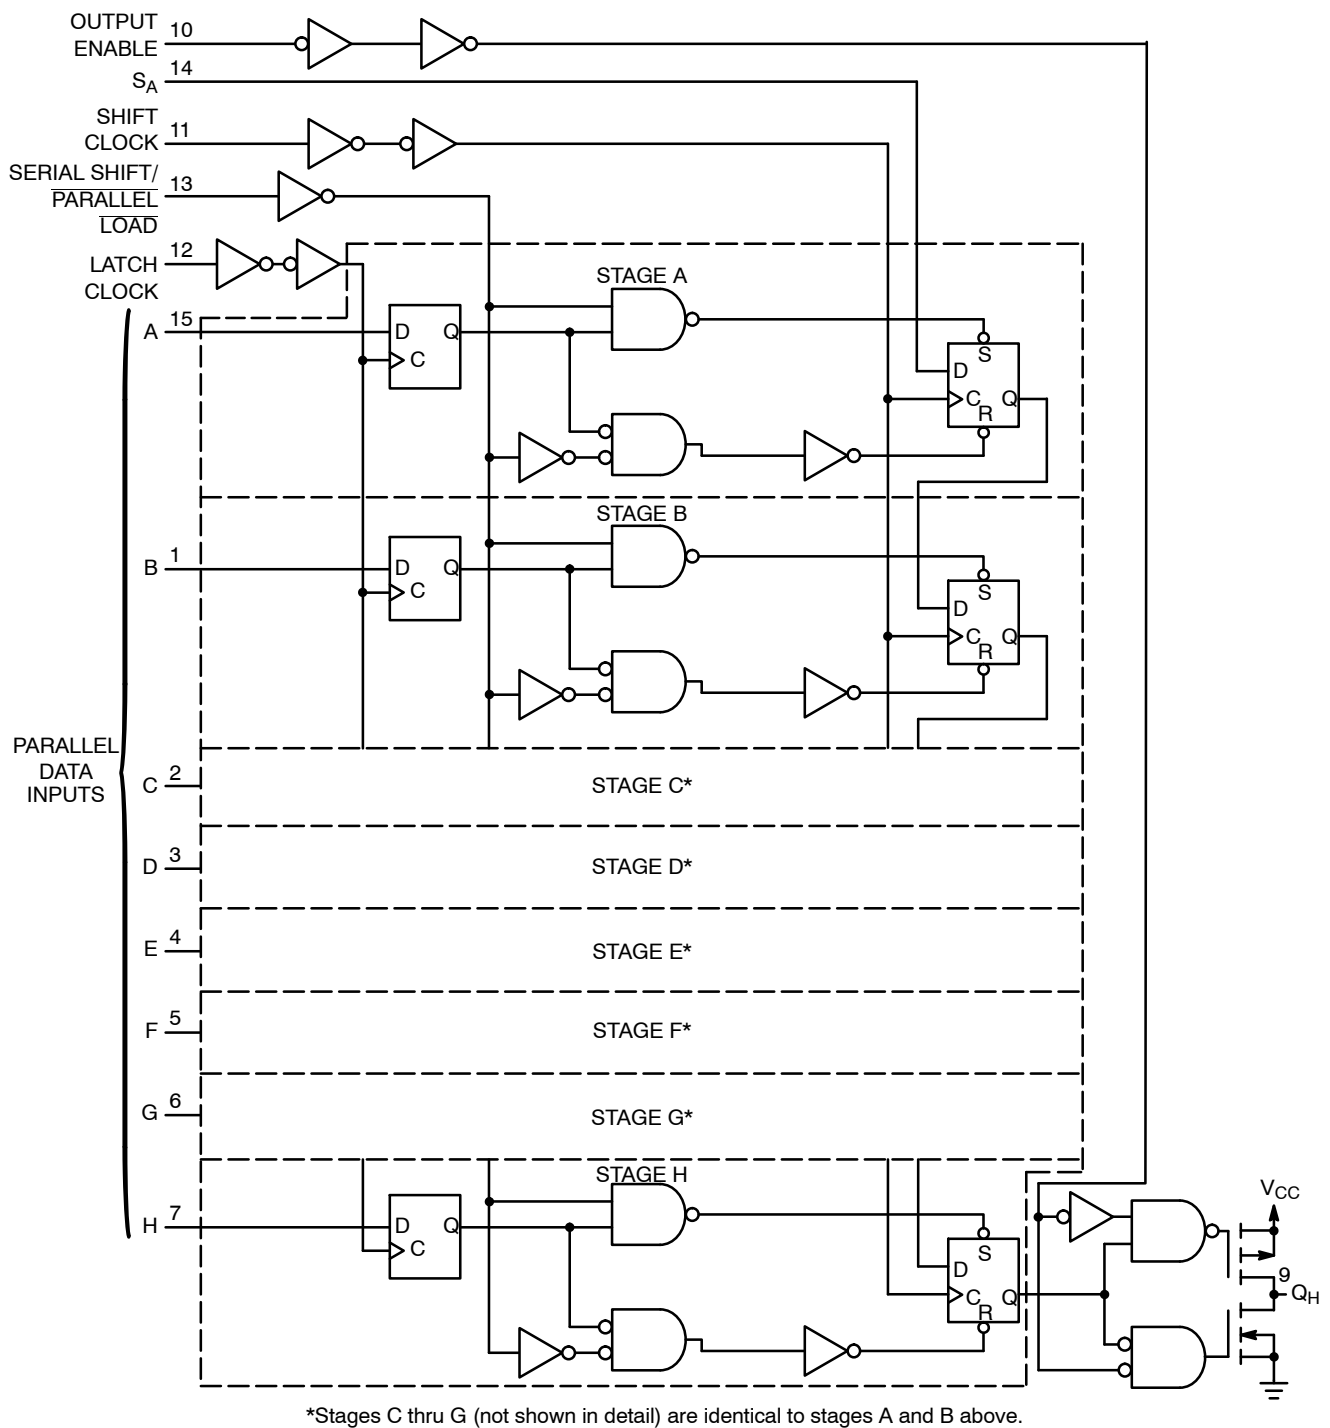 OUTPUT
ENABLE
10
SA
14
SHIFT
CLOCK
11
SERIAL SHIFT/
PARALLEL
LOAD
13
LATCH
CLOCK
12
STAGE A
A
15
D
Q
C
S
D
C
Q
R
STAGE B
B
1
D
Q
C
S
D
C
Q
R
PARALLEL
DATA
INPUTS
C
2
STAGE C*
D
3
STAGE D*
E
4
STAGE E*
F
5
STAGE F*
G
6
STAGE G*
STAGE H
H
7
D
Q
C
S
D
C
Q
R
VCC
9
QH
*Stages C thru G (not shown in detail) are identical to stages A and B above.